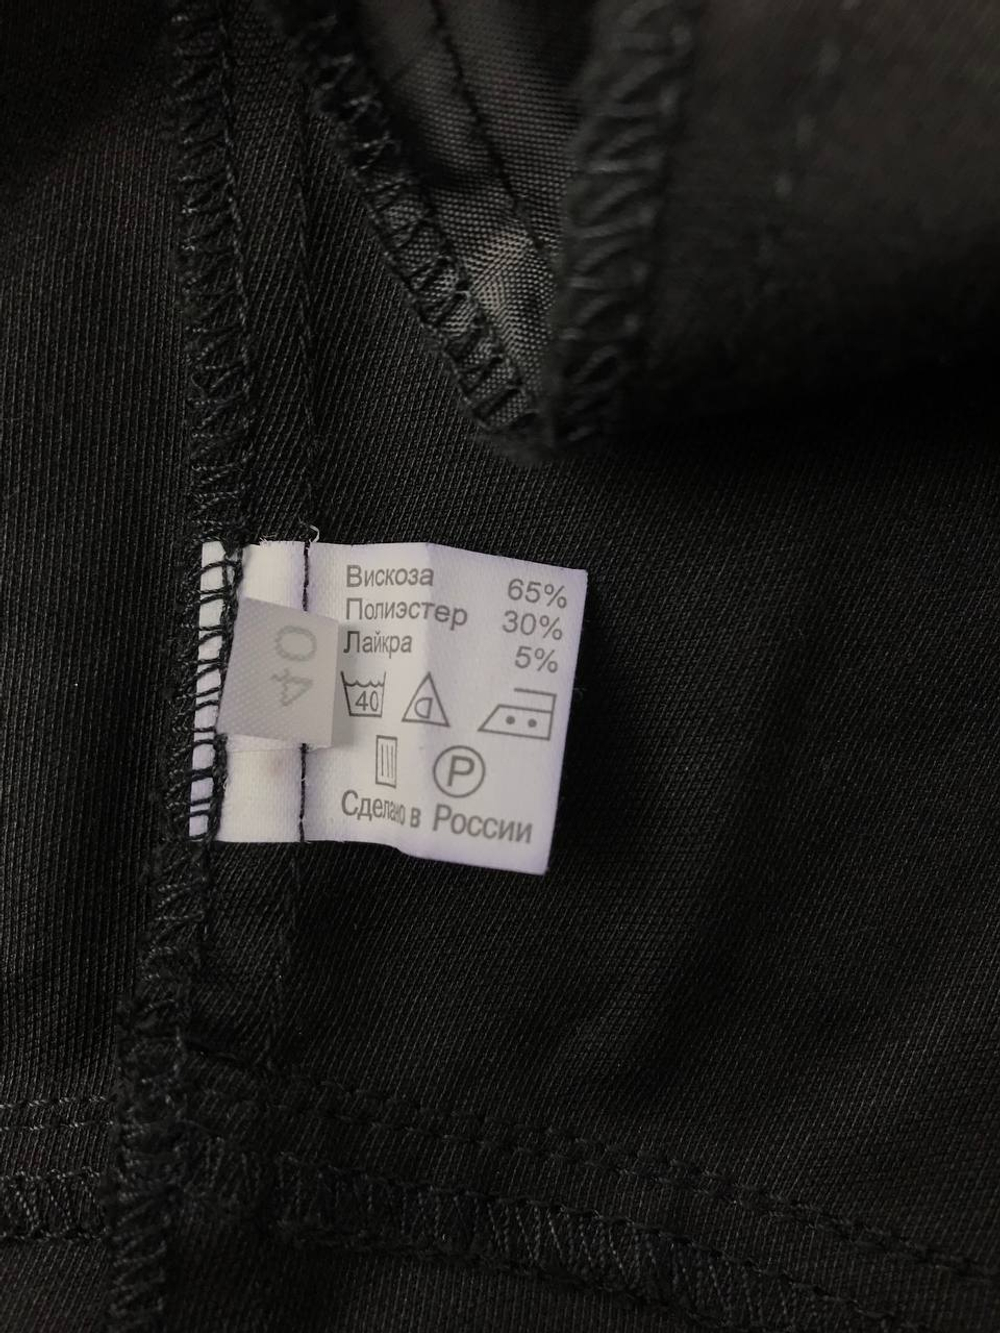 Вискоза 65%
Полиэстер 30%
Лайкра 5%
40
P
Сделано в России
40